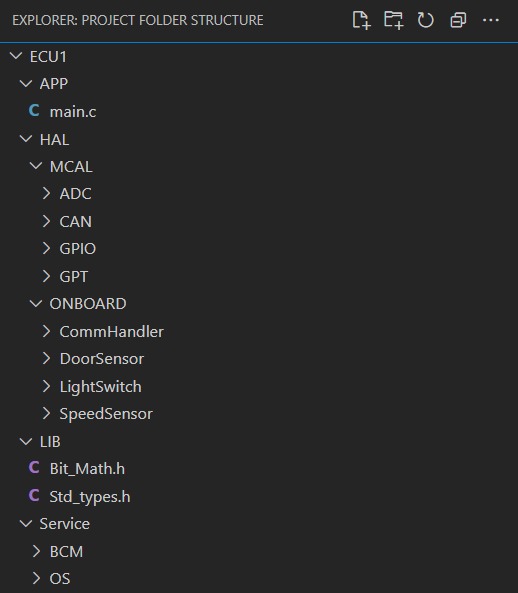 EXPLORER: PROJECT FOLDER STRUCTURE
ECU1
APP
C main.c
HAL
MCAL
ADC
CAN
GPIO
GPT
ONBOARD
CommHandler
DoorSensor
LightSwitch
SpeedSensor
LIB
C Bit_Math.h
C Std_types.h
Service
BCM
OS